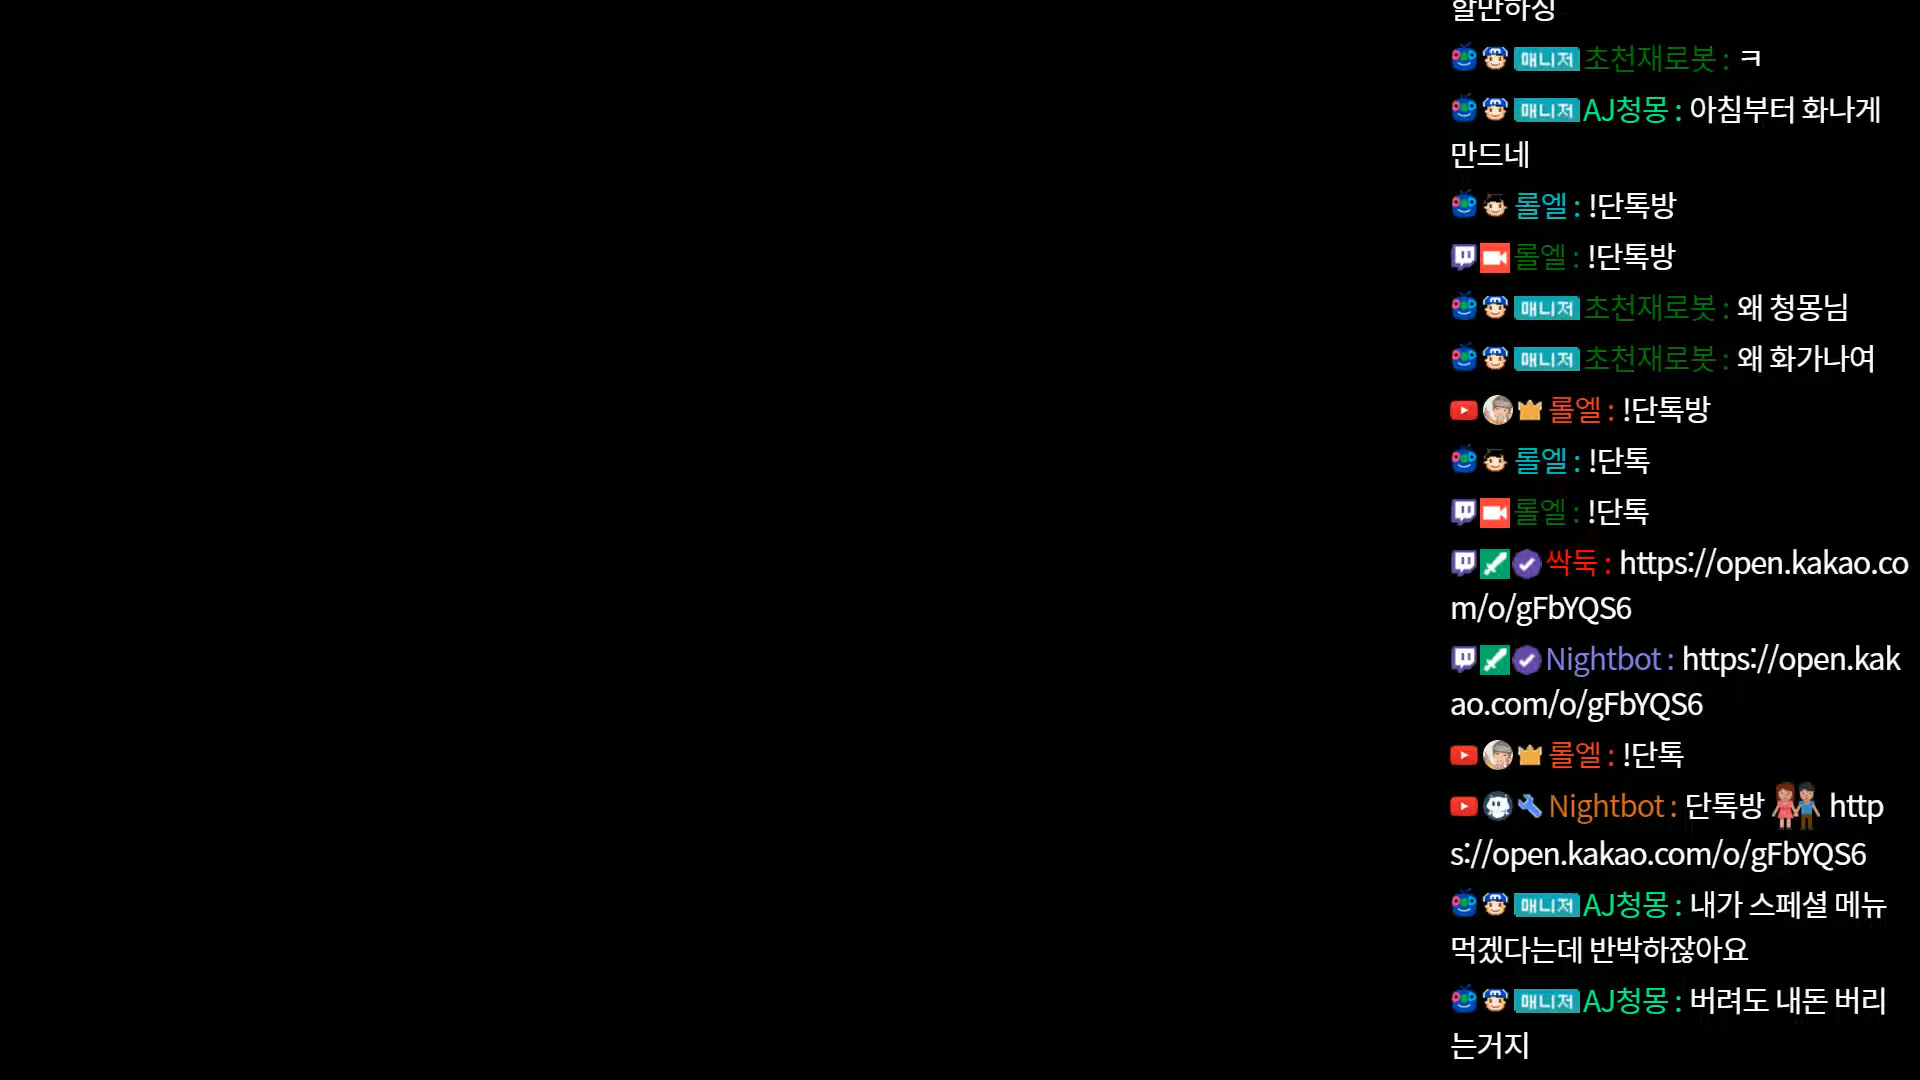 할만하징
매니저 초천재로봇 : ㅋ
매니저 AJ청몽 : 아침부터 화나게
만드네
롤엘 : !단톡방
롤엘 : !단톡방
매니저 초천재로봇 : 왜 청몽님
매니저 초천재로봇 : 왜 화가나여
롤엘 : !단톡방
롤엘 : !단톡
롤엘 : !단톡
싹둑 : https://open.kakao.co
m/o/gFbYQS6
Nightbot : https://open.kak
ao.com/o/gFbYQS6
롤엘 : !단톡
Nightbot : 단톡방 http
s://open.kakao.com/o/gFbYQS6
매니저 AJ청몽 : 내가 스페셜 메뉴
먹겠다는데 반박하잖아요
매니저 AJ청몽 : 버려도 내돈 버리
는거지